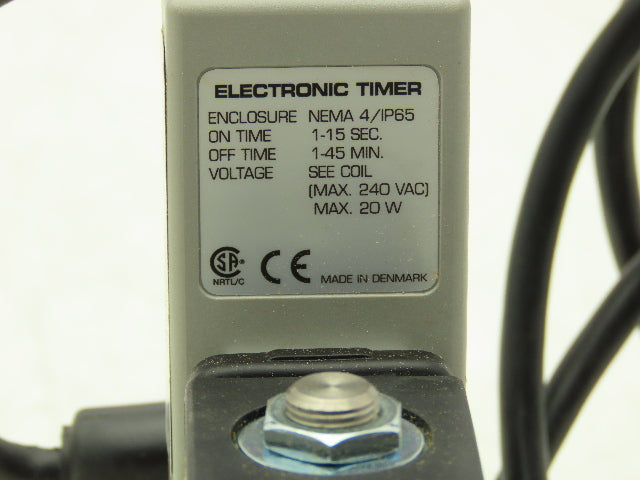 ELECTRONIC TIMER
ENCLOSURE NEMA 4/IP65
ON TIME 1-15 SEC.
OFF TIME 1-45 MIN.
VOLTAGE SEE COIL
(MAX. 240 VAC)
MAX. 20 W
SA ® CE
NRTL/C MADE IN DENMARK